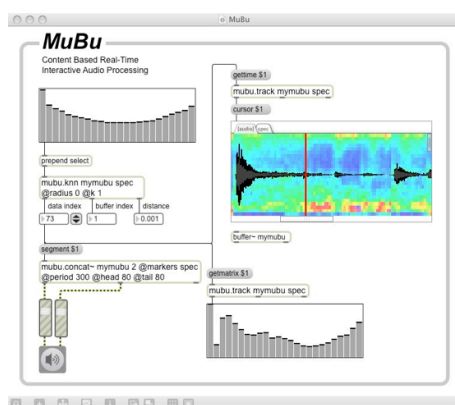 MuBu
MuBu
Content Based Real-Time
Interactive Audio Processing
prepend select
mubu.knn mymubu spec
@radius 0 @k 1
data index
buffer index
distance
73
1
0.001
segment $1
mubu.concat~ mymubu 2 @markers spec
@period 300 @head 80 @tail 80
gettime $1
mubu.track mymubu spec
cursor $1
[audio]
spec
buffer~ mymubu
getmatrix $1
mubu.track mymubu spec